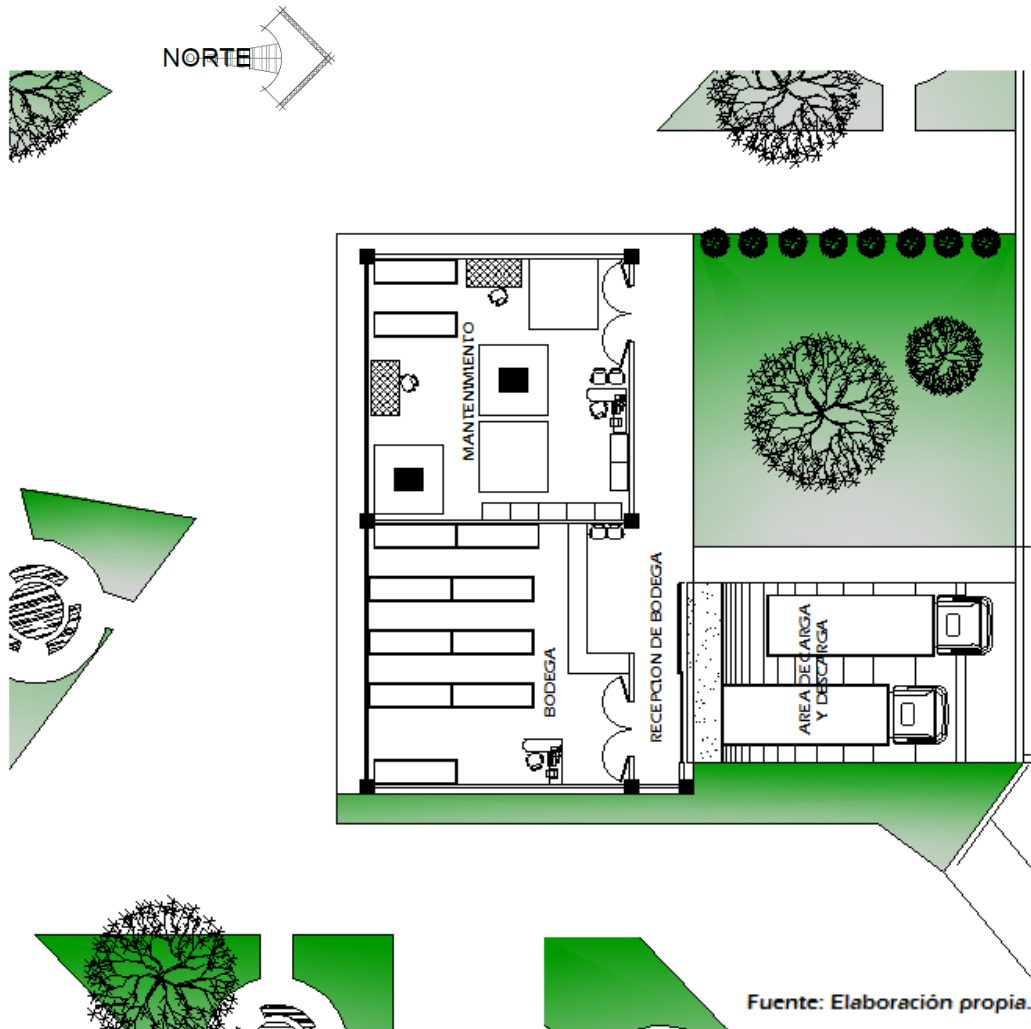 NORTE
MANTENIMIENTO
BODEGA
RECEPCION DE BODEGA
AREA DE CARGA
Y DESCARGA
Fuente: Elaboración propia.